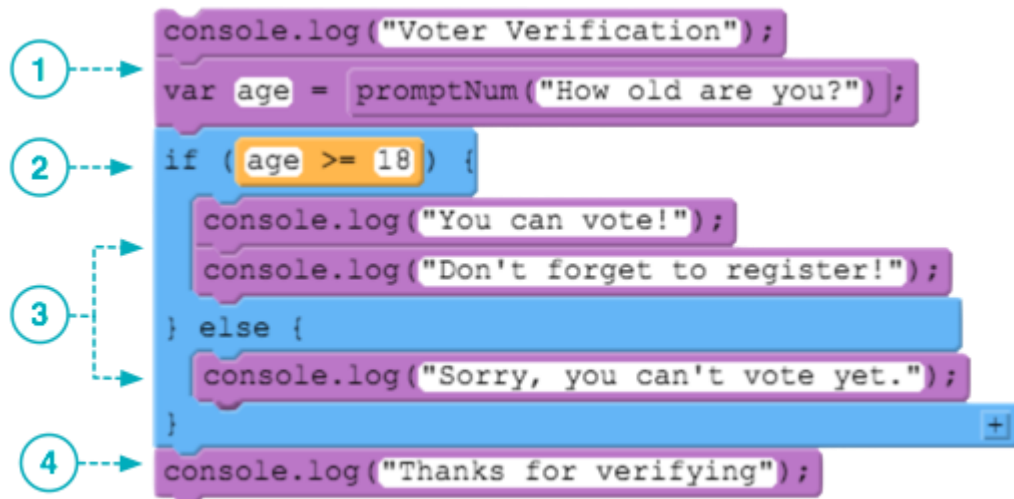 console.log("Voter Verification");
1
var age = promptNum("How old are you?");
2
if (age >= 18) {
console.log("You can vote!");
console.log("Don't forget to register!");
3
} else {
console.log("Sorry, you can't vote yet.");
} +
4
console.log("Thanks for verifying");